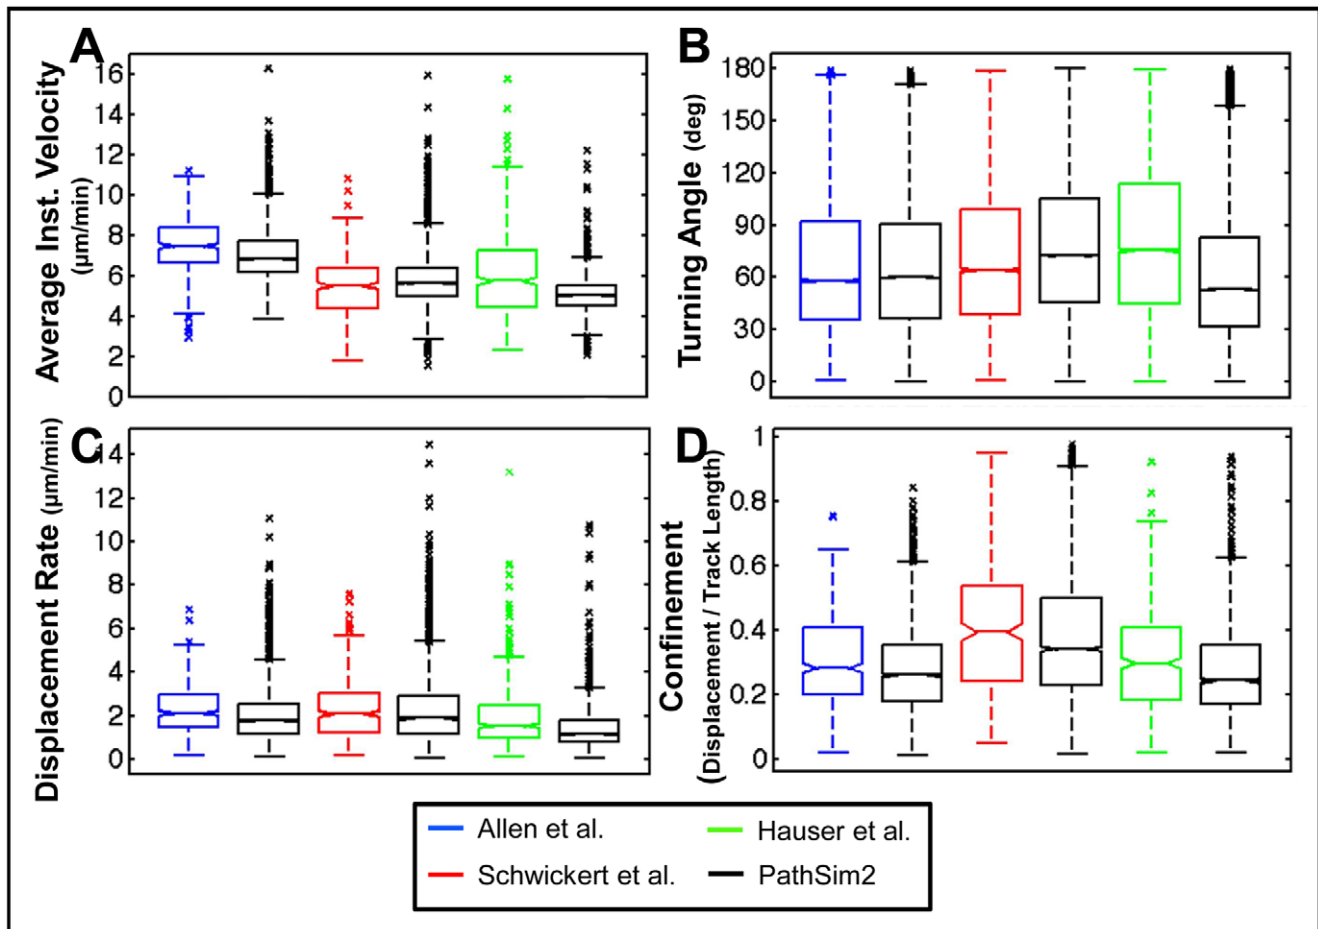 A
Average Inst. Velocity
(µm/min)
16
14
12
10
8
6
4
2
0
B
Turning Angle (deg)
180
150
120
90
60
30
0
C
Displacement Rate (µm/min)
14
12
10
8
6
4
2
0
D
Confinement
(Displacement / Track Length)
1
0.8
0.6
0.4
0.2
0
Allen et al.
Hauser et al.
Schwickert et al.
PathSim2